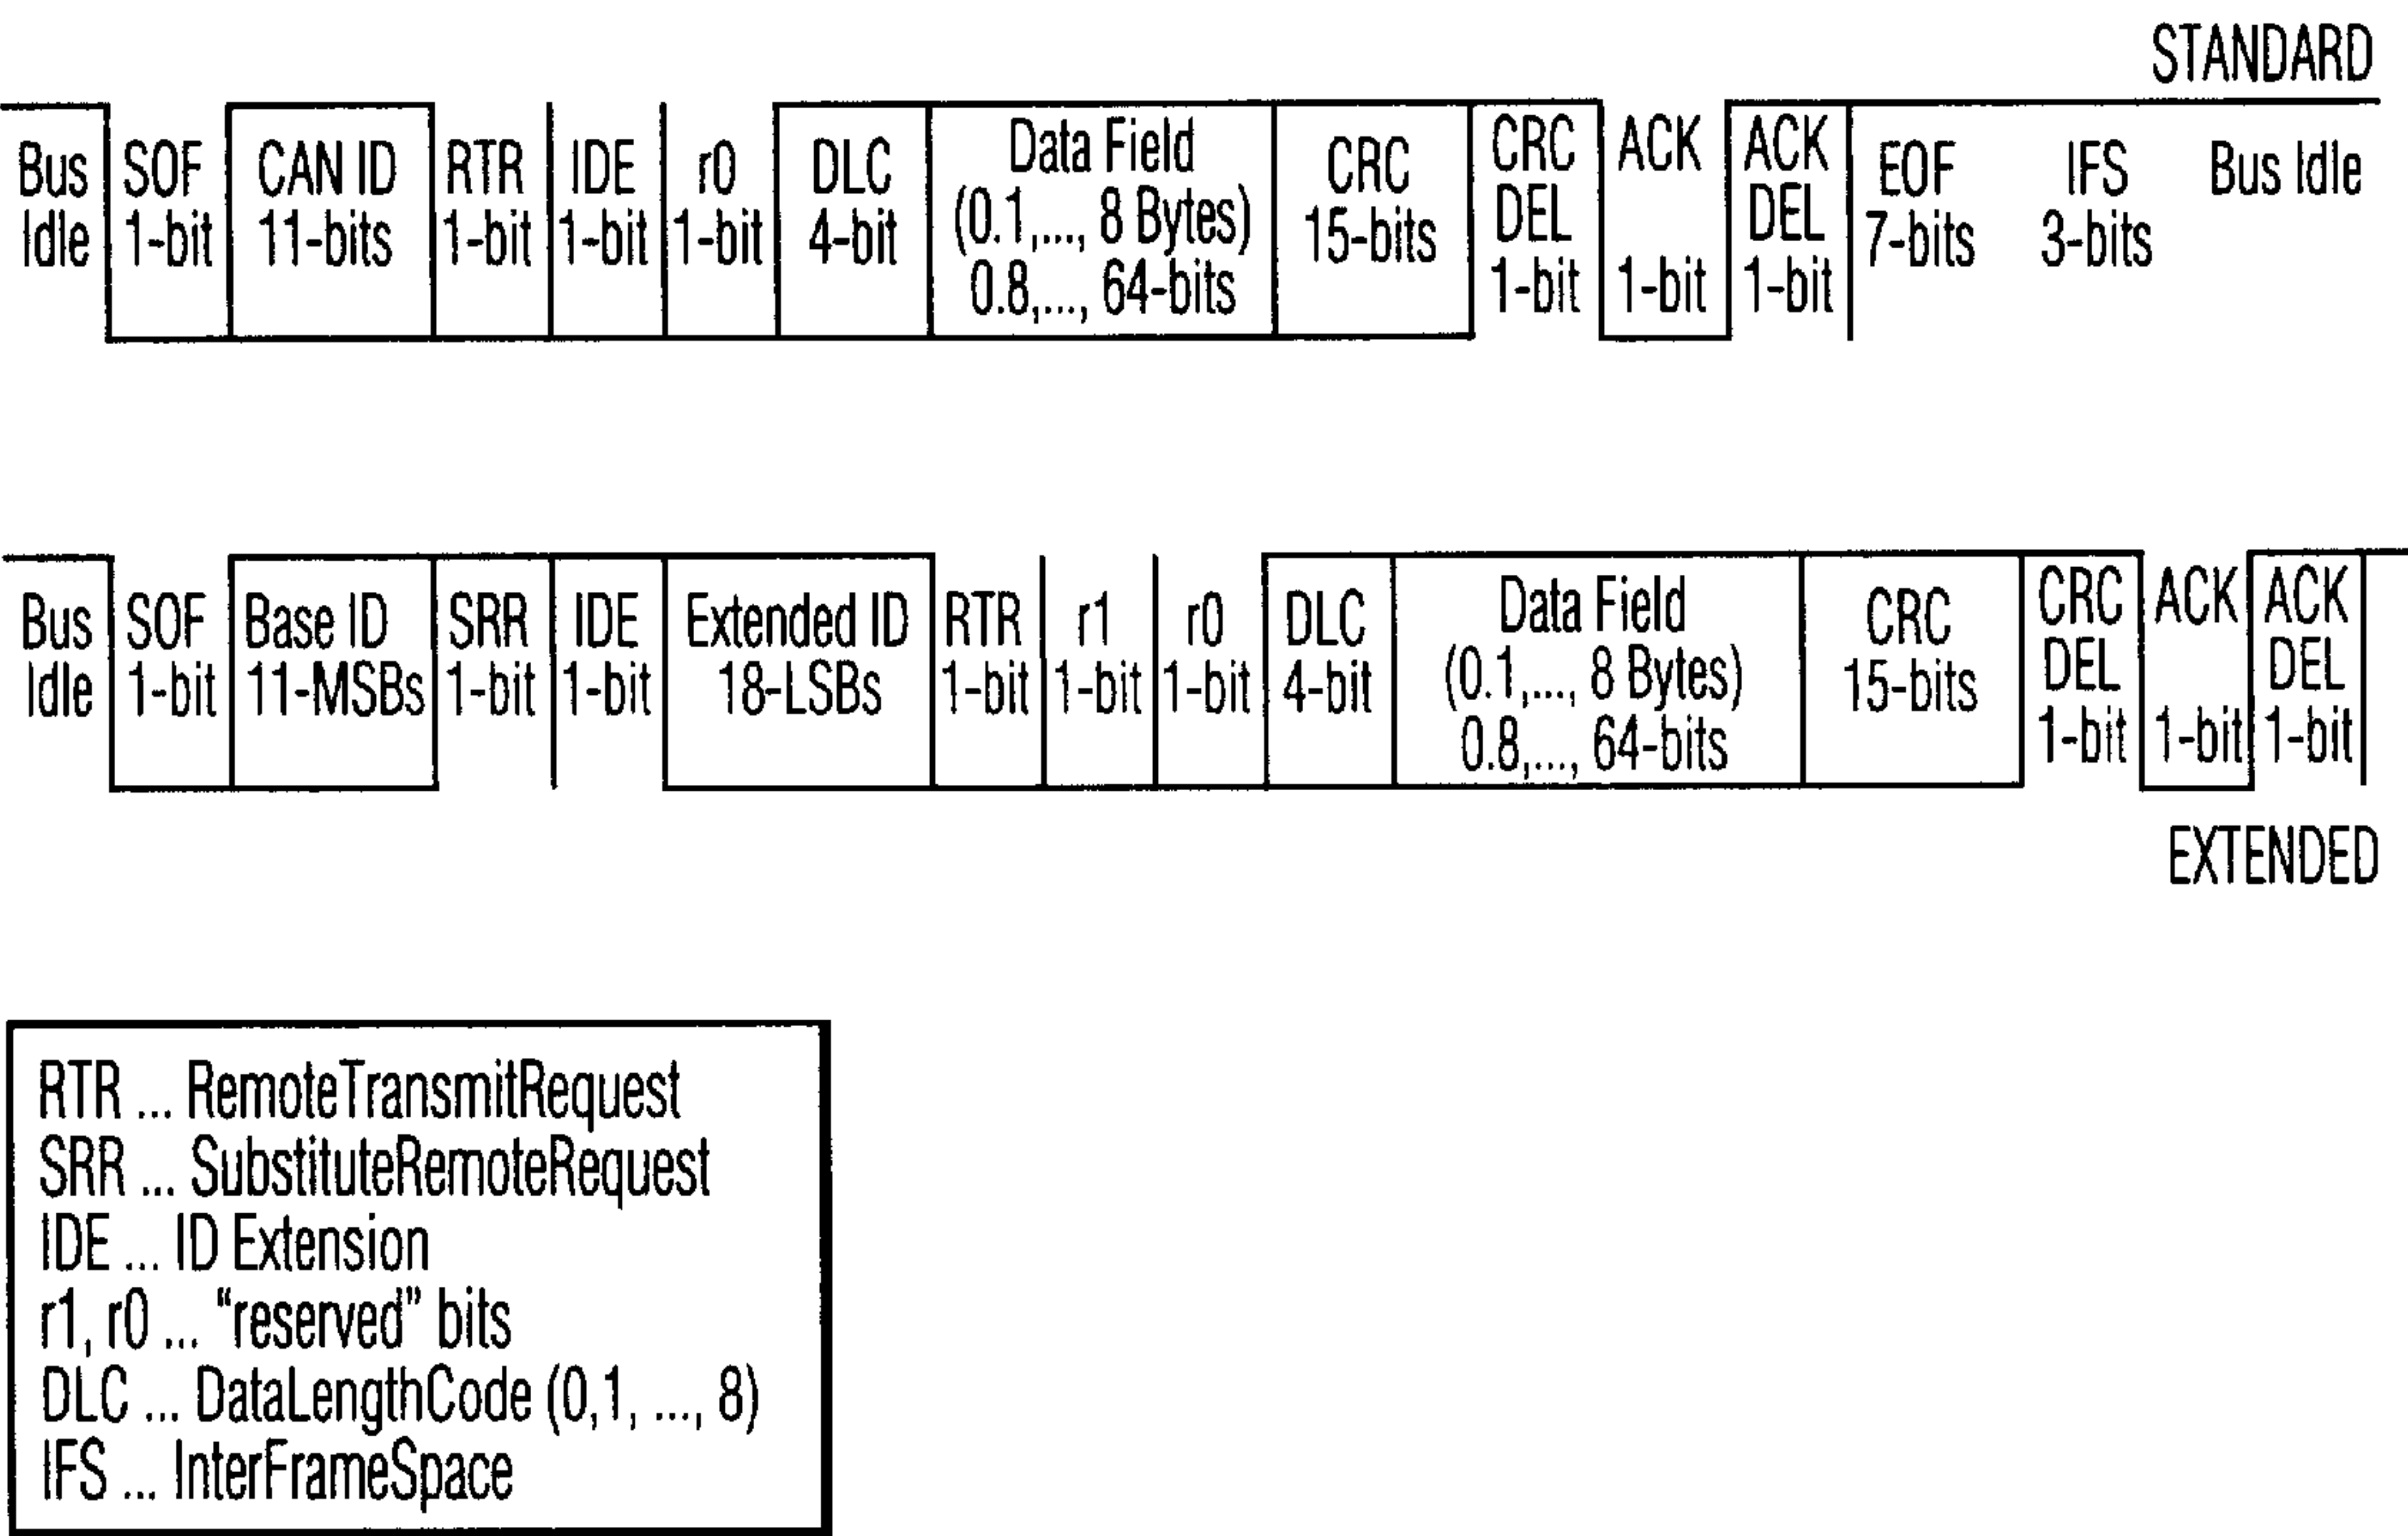 STANDARD
Bus Idle
SOF 1-bit
CAN ID 11-bits
RTR 1-bit
IDE 1-bit
r0 1-bit
DLC 4-bit
Data Field (0.1,..., 8 Bytes) 0.8,..., 64-bits
CRC 15-bits
CRC DEL 1-bit
ACK 1-bit
ACK DEL 1-bit
EOF 7-bits
IFS 3-bits
Bus Idle
Bus Idle
SOF 1-bit
Base ID 11-MSBs
SRR 1-bit
IDE 1-bit
Extended ID 18-LSBs
RTR 1-bit
r1 1-bit
r0 1-bit
DLC 4-bit
Data Field (0.1,..., 8 Bytes) 0.8,..., 64-bits
CRC 15-bits
CRC DEL 1-bit
ACK 1-bit
ACK DEL 1-bit
EXTENDED
RTR ... RemoteTransmitRequest
SRR ... SubstituteRemoteRequest
IDE ... ID Extension
r1, r0 ... “reserved” bits
DLC ... DataLengthCode (0,1, ..., 8)
IFS ... InterFrameSpace